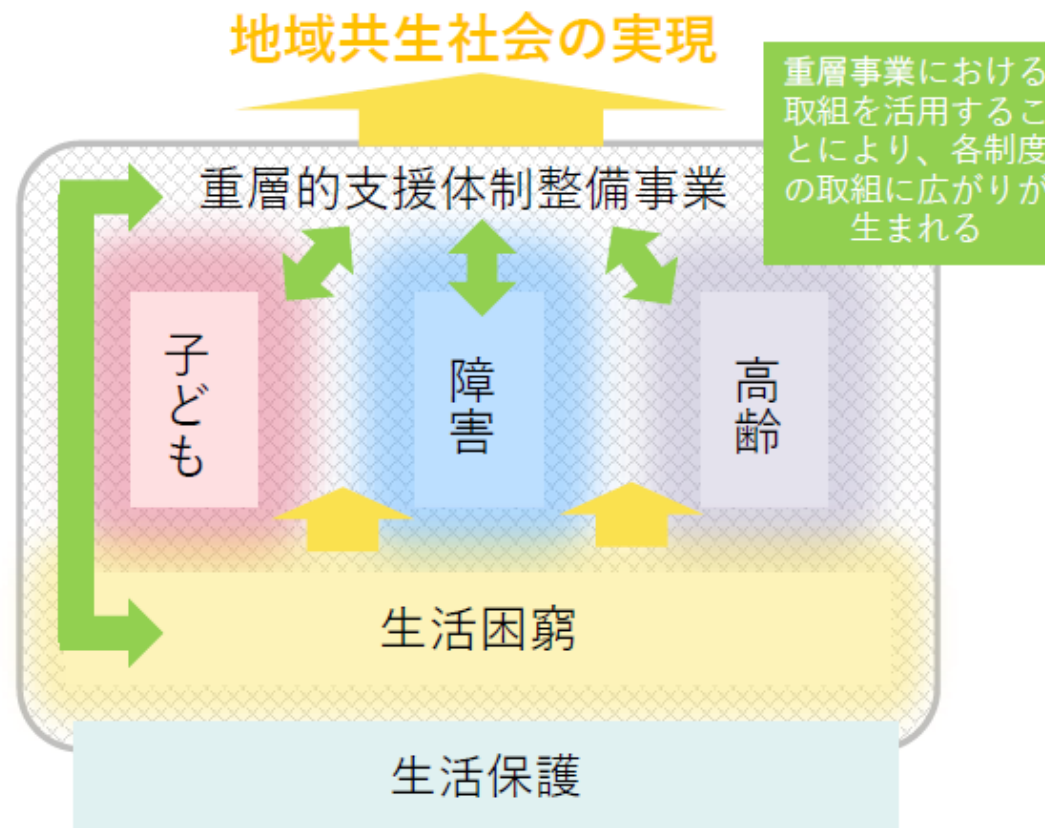 地域共生社会の実現
重層事業における
取組を活用するこ
とにより、各制度
の取組に広がりが
生まれる
重層的支援体制整備事業
子ども
障害
高齢
生活困窮
生活保護